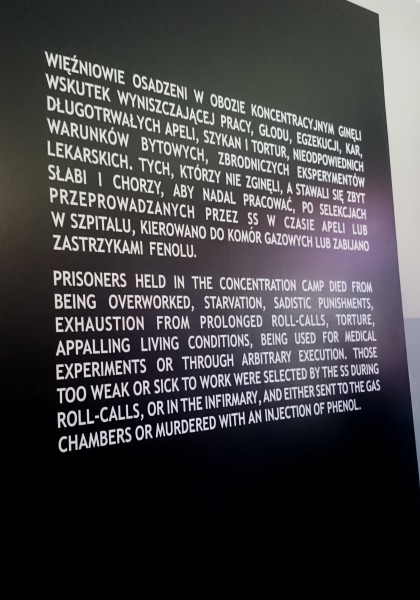 WIĘŹNIOWIE OSADZENI W OBOZIE KONCENTRACYJNYM GINĘLI
WSKUTEK WYNISZCZAJĄCEJ PRACY, GŁODU, EGZEKUCJI, KAR,
DŁUGOTRWAŁYCH APELI, SZYKAN I TORTUR, NIEODPOWIEDNICH
WARUNKÓW BYTOWYCH, ZBRODNICZYCH EKSPERYMENTÓW
LEKARSKICH. TYCH, KTÓRZY NIE ZGINĘLI, A STAWALI SIĘ ZBYT
SŁABI I CHORZY, ABY NADAL PRACOWAĆ, PO SELEKCJACH
PRZEPROWADZANYCH PRZEZ SS W CZASIE APELI LUB
W SZPITALU, KIEROWANO DO KOMÓR GAZOWYCH LUB ZABIJANO
ZASTRZYKAMI FENOLU.
PRISONERS HELD IN THE CONCENTRATION CAMP DIED FROM
BEING OVERWORKED, STARVATION, SADISTIC PUNISHMENTS,
EXHAUSTION FROM PROLONGED ROLL-CALLS, TORTURE,
APPALLING LIVING CONDITIONS, BEING USED FOR MEDICAL
EXPERIMENTS OR THROUGH ARBITRARY EXECUTION. THOSE
TOO WEAK OR SICK TO WORK WERE SELECTED BY THE SS DURING
ROLL-CALLS, OR IN THE INFIRMARY, AND EITHER SENT TO THE GAS
CHAMBERS OR MURDERED WITH AN INJECTION OF PHENOL.